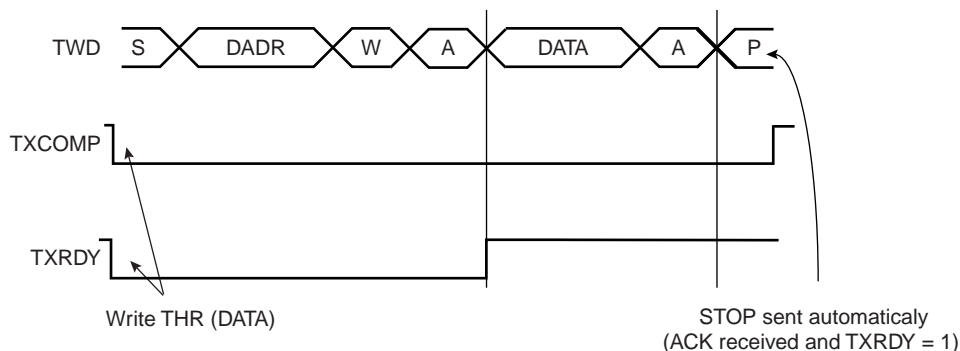 TWD S DADR W A DATA A P
TXCOMP
TXRDY
Write THR (DATA)
STOP sent automaticaly
(ACK received and TXRDY = 1)